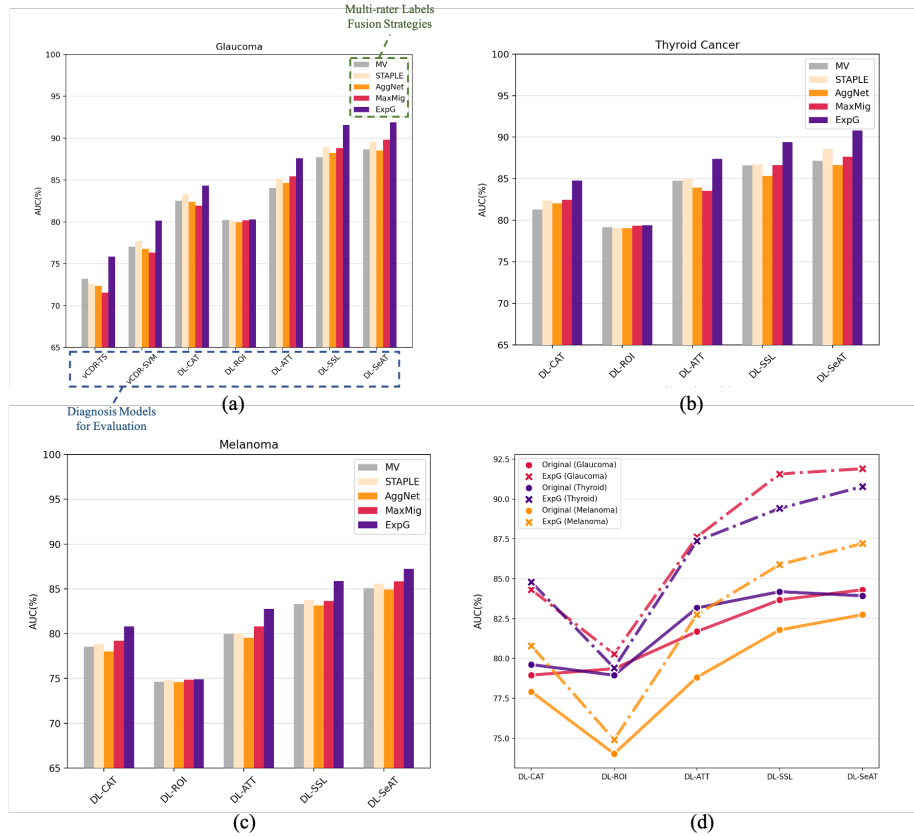 Multi-rater Labels
Fusion Strategies
Glaucoma
100
95
90
85
80
75
70
65
AUC(%)
MV
STAPLE
AggNet
MaxMig
ExpG
vCDR-TS
vCDR-SVM
DL-CAT
DL-ROI
DL-ATT
DL-SSL
DL-SeAT
Diagnosis Models
for Evaluation
(a)
Thyroid Cancer
100
95
90
85
80
75
70
65
AUC(%)
MV
STAPLE
AggNet
MaxMig
ExpG
DL-CAT
DL-ROI
DL-ATT
DL-SSL
DL-SeAT
(b)
Melanoma
100
95
90
85
80
75
70
65
AUC(%)
MV
STAPLE
AggNet
MaxMig
ExpG
DL-CAT
DL-ROI
DL-ATT
DL-SSL
DL-SeAT
(c)
92.5
90.0
87.5
85.0
82.5
80.0
77.5
75.0
AUC(%)
Original (Glaucoma)
ExpG (Glaucoma)
Original (Thyroid)
ExpG (Thyroid)
Original (Melanoma)
ExpG (Melanoma)
DL-CAT
DL-ROI
DL-ATT
DL-SSL
DL-SeAT
(d)